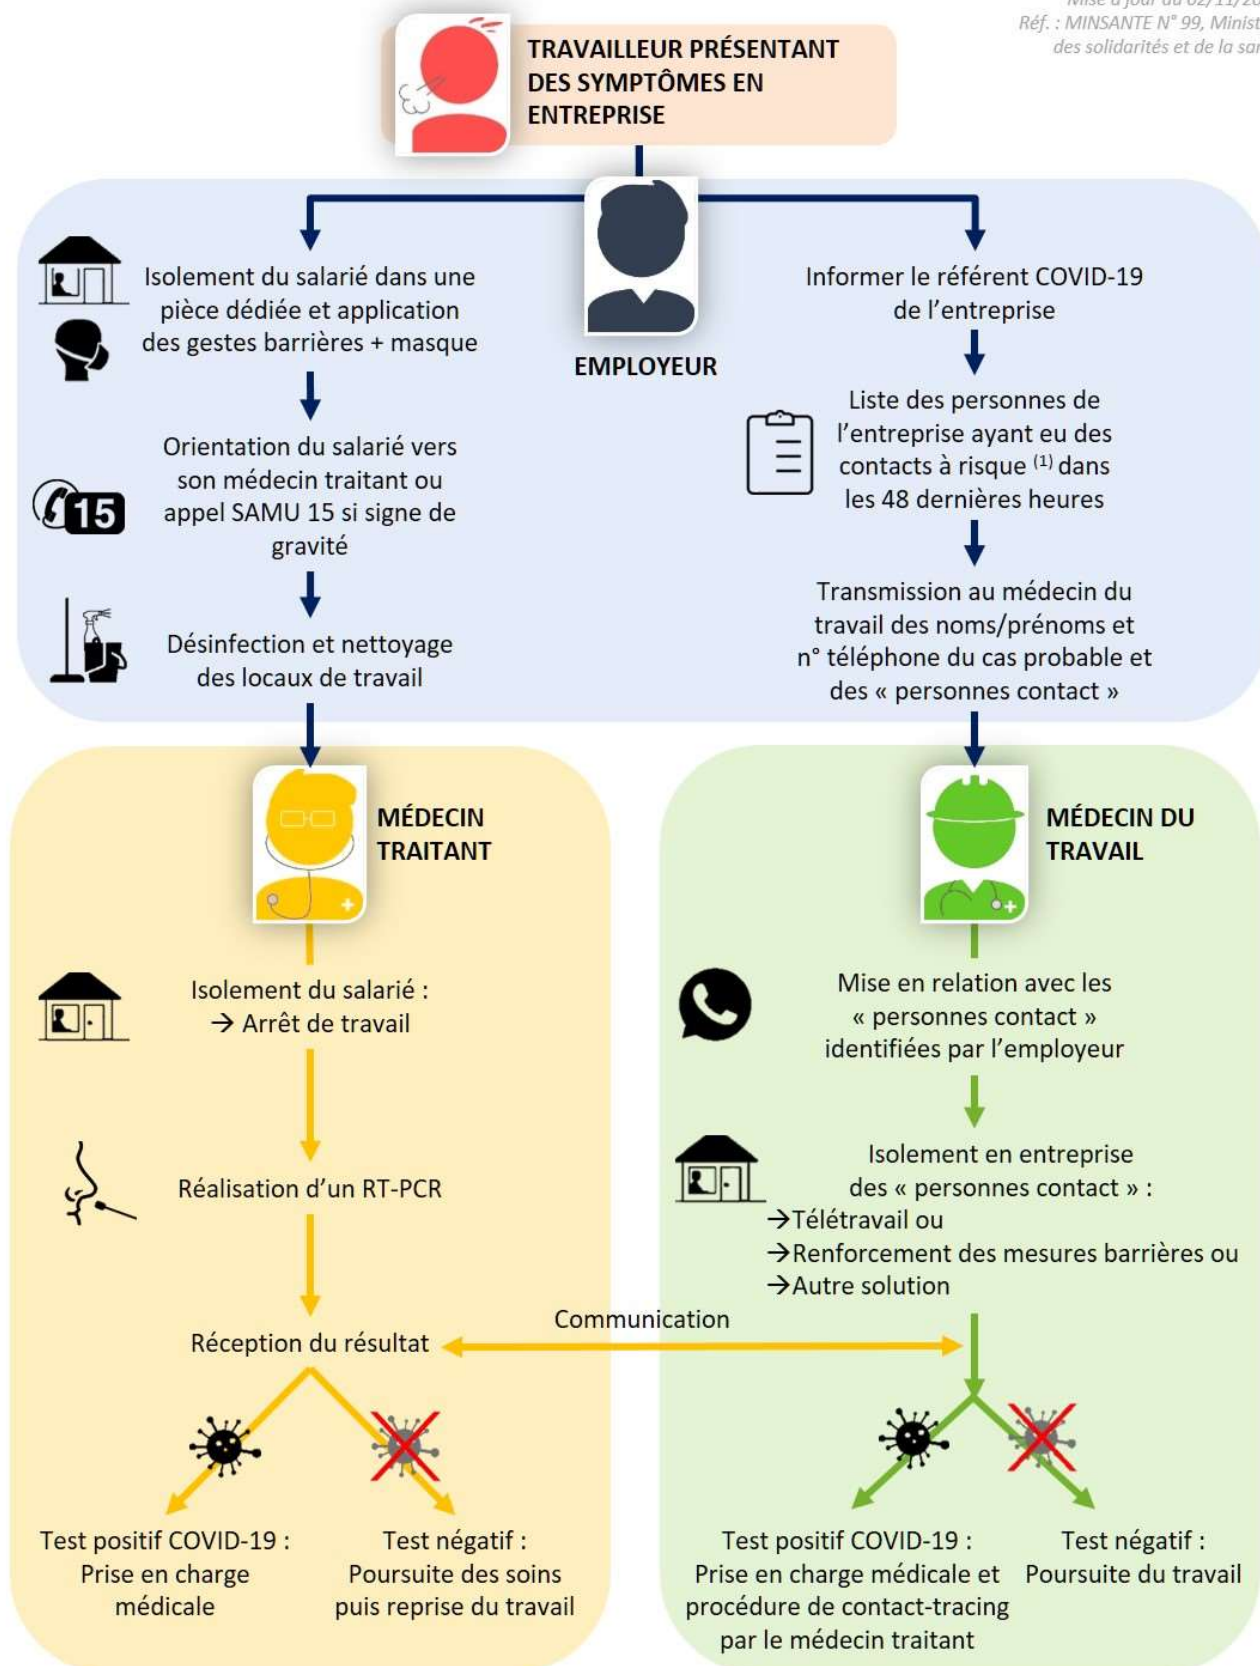 Mise à jour du 02/11/20
Réf. : MINSANTE N° 99, Minist
des solidarités et de la sa
TRAVAILLEUR PRÉSENTANT
DES SYMPTÔMES EN
ENTREPRISE
EMPLOYEUR
Isolement du salarié dans une
pièce dédiée et application
des gestes barrières + masque
Orientation du salarié vers
son médecin traitant ou
appel SAMU 15 si signe de
gravité
15
Désinfection et nettoyage
des locaux de travail
Informer le référent COVID-19
de l’entreprise
Liste des personnes de
l’entreprise ayant eu des
contacts à risque (1) dans
les 48 dernières heures
Transmission au médecin du
travail des noms/prénoms et
n° téléphone du cas probable et
des « personnes contact »
MÉDECIN
TRAITANT
Isolement du salarié :
→ Arrêt de travail
Réalisation d’un RT-PCR
Réception du résultat
Communication
Test positif COVID-19 :
Prise en charge
médicale
Test négatif :
Poursuite des soins
puis reprise du travail
MÉDECIN DU
TRAVAIL
Mise en relation avec les
« personnes contact »
identifiées par l’employeur
Isolement en entreprise
des « personnes contact » :
→Télétravail ou
→Renforcement des mesures barrières ou
→Autre solution
Test positif COVID-19 :
Prise en charge médicale et
procédure de contact-tracing
par le médecin traitant
Test négatif :
Poursuite du travail